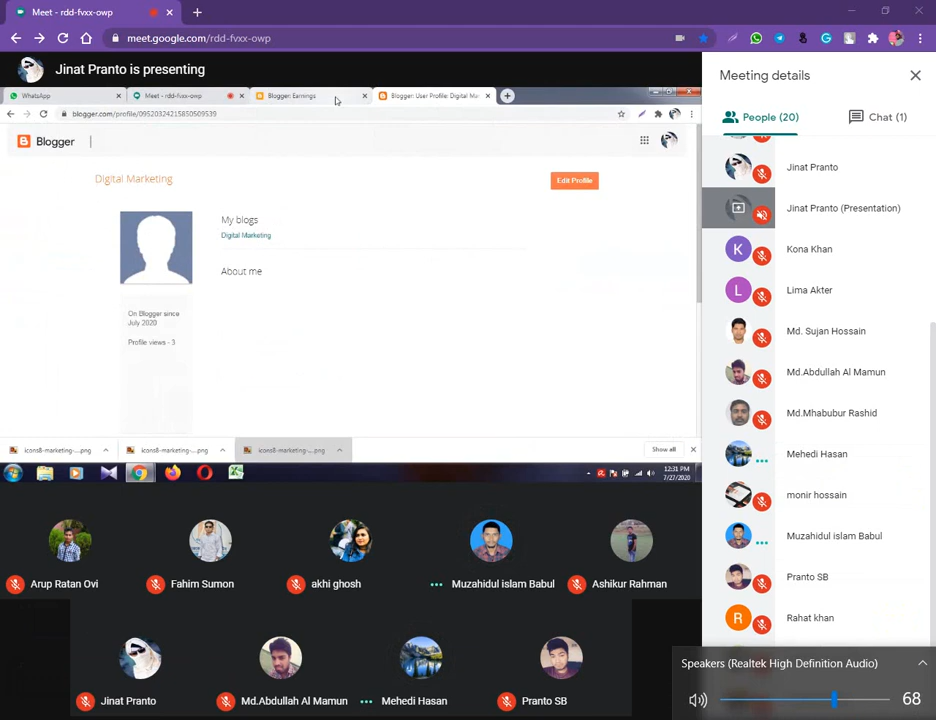 Meet - rdd-fvxx-owp
meet.google.com/rdd-fvxx-owp
Jinat Pranto is presenting
WhatsApp
Meet - rdd-fvxx-owp
Blogger: Earnings
Blogger: User Profile: Digital Ma
blogger.com/profile/09520324215850509539
Blogger
Digital Marketing
Edit Profile
My blogs
Digital Marketing
About me
On Blogger since
July 2020
Profile views - 3
icons8-marketing-....png
icons8-marketing-....png
icons8-marketing-....png
Show all
12:31 PM
7/27/2020
Arup Ratan Ovi
Fahim Sumon
akhi ghosh
Muzahidul islam Babul
Ashikur Rahman
Jinat Pranto
Md.Abdullah Al Mamun
Mehedi Hasan
Pranto SB
Meeting details
People (20)
Chat (1)
Jinat Pranto
Jinat Pranto (Presentation)
K
Kona Khan
L
Lima Akter
Md. Sujan Hossain
Md.Abdullah Al Mamun
Md.Mhabubur Rashid
Mehedi Hasan
monir hossain
Muzahidul islam Babul
Pranto SB
R
Rahat khan
Speakers (Realtek High Definition Audio)
68